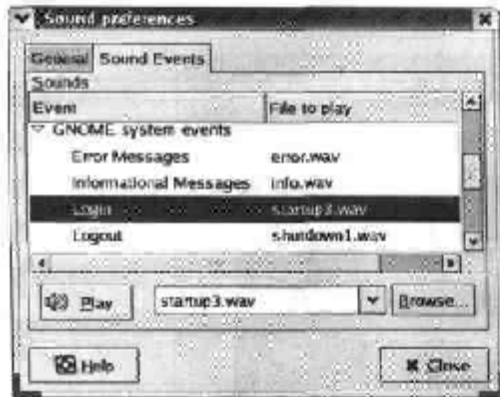 Sound preferences
General Sound Events
Sounds
Event File to play
GNOME system events
Error Messages error.wav
Informational Messages info.wav
Login startup3.wav
Logout shutdown1.wav
Play startup3.wav Browse...
Help Close